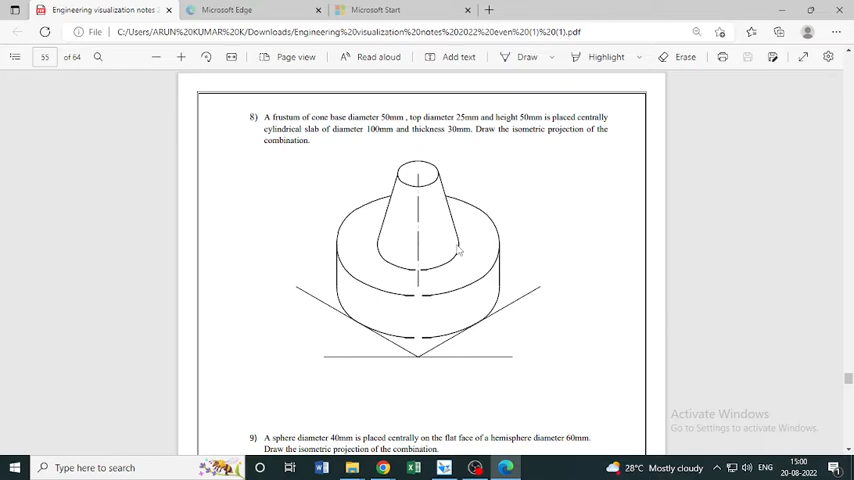 Engineering visualization notes 2
Microsoft Edge
Microsoft Start
File
C:/Users/ARUN%20KUMAR%20K/Downloads/Engineering%20visualization%20notes%202022%20even%20(1)%20(1).pdf
55
of 64
Page view
Read aloud
Add text
Draw
Highlight
Erase
8) A frustum of cone base diameter 50mm , top diameter 25mm and height 50mm is placed centrally
cylindrical slab of diameter 100mm and thickness 30mm. Draw the isometric projection of the
combination.
Activate Windows
Go to Settings to activate Windows.
9) A sphere diameter 40mm is placed centrally on the flat face of a hemisphere diameter 60mm.
Draw the isometric projection of the combination.
Type here to search
28°C Mostly cloudy
ENG
15:00
20-08-2022